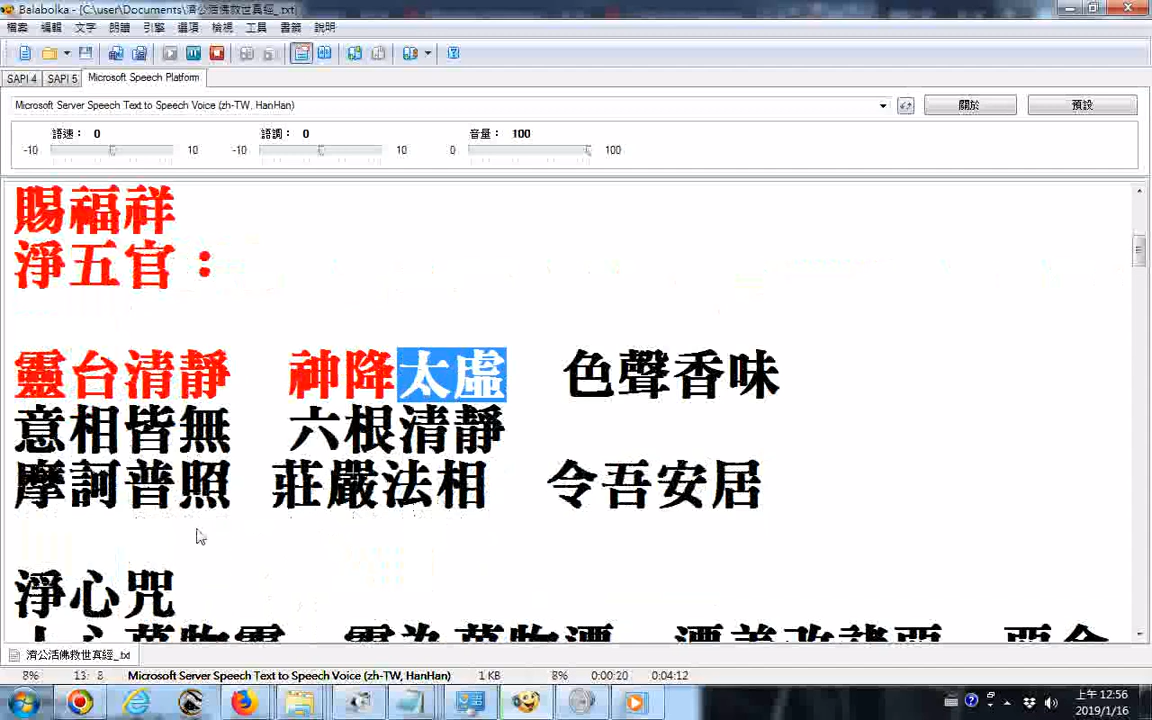 Balabolka - [C:\user\Documents\濟公活佛救世真經_.txt]
檔案 編輯 文字 朗讀 引擎 選項 檢視 工具 書籤 說明
SAPI 4 SAPI 5 Microsoft Speech Platform
Microsoft Server Speech Text to Speech Voice (zh-TW, HanHan) 關於 預設
語速： 0 語調： 0 音量： 100
-10 10 -10 10 0 100
賜福祥
淨五官：
靈台清靜 神降太虛 色聲香味
意相皆無 六根清靜
摩訶普照 莊嚴法相 令吾安居
淨心咒
濟公活佛救世真經_.txt
8% 13: 8 Microsoft Server Speech Text to Speech Voice (zh-TW, HanHan) 1 KB 8% 0:00:20 0:04:12
上午 12:56
2019/1/16